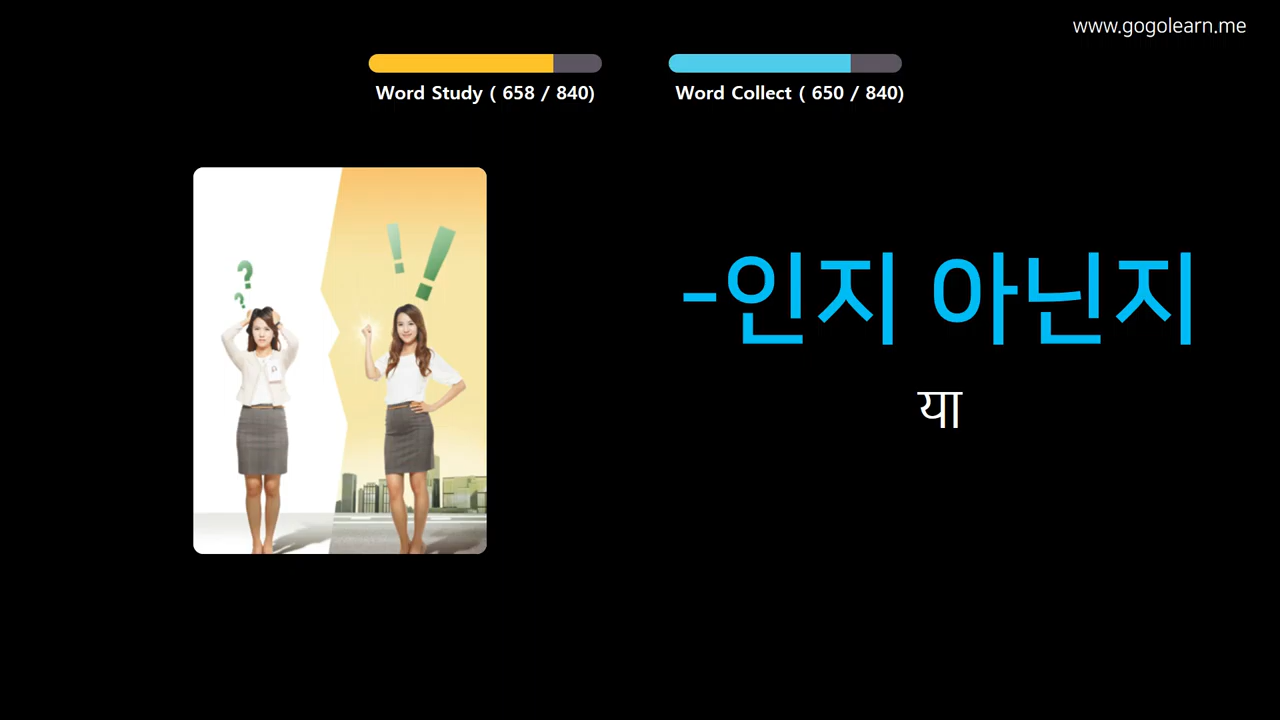 www.gogolearn.me
Word Study ( 658 / 840)
Word Collect ( 650 / 840)
? ?
! !
-인지 아닌지
या